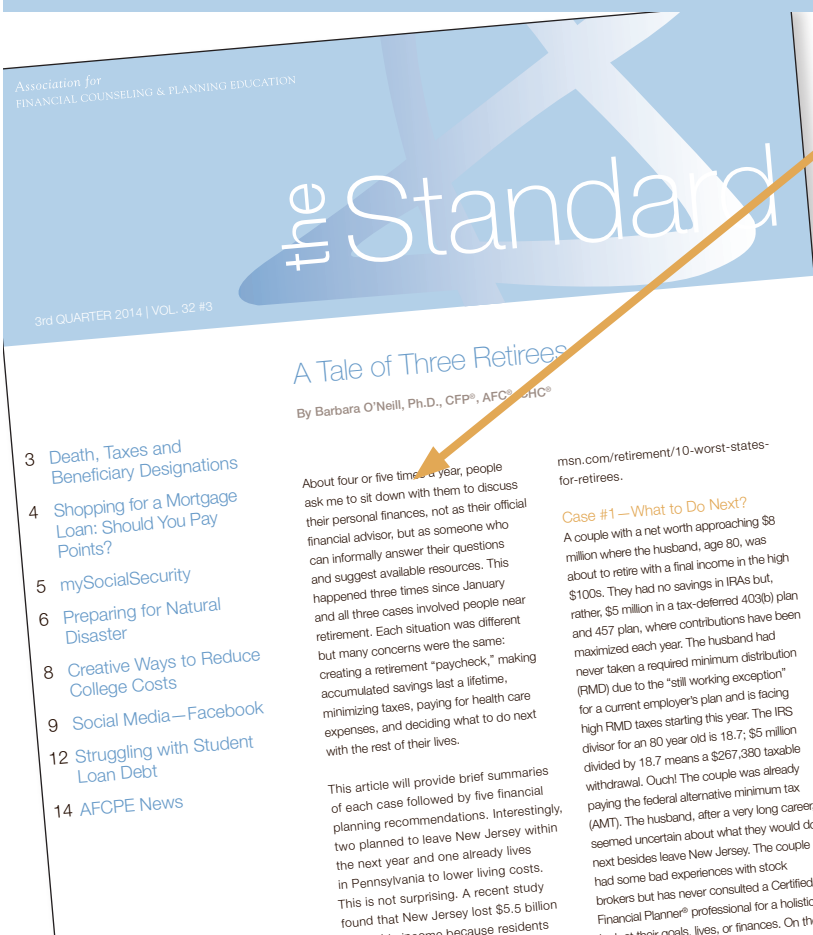 Association for
FINANCIAL COUNSELING & PLANNING EDUCATION
the Standard
3rd QUARTER 2014 | VOL. 32 #3
A Tale of Three Retirees
By Barbara O'Neill, Ph.D., CFP®, AFC®, CHC®
3 Death, Taxes and
Beneficiary Designations
4 Shopping for a Mortgage
Loan: Should You Pay
Points?
5 mySocialSecurity
6 Preparing for Natural
Disaster
8 Creative Ways to Reduce
College Costs
9 Social Media—Facebook
12 Struggling with Student
Loan Debt
14 AFCPE News
About four or five times a year, people
ask me to sit down with them to discuss
their personal finances, not as their official
financial advisor, but as someone who
can informally answer their questions
and suggest available resources. This
happened three times since January
and all three cases involved people near
retirement. Each situation was different
but many concerns were the same:
creating a retirement “paycheck,” making
accumulated savings last a lifetime,
minimizing taxes, paying for health care
expenses, and deciding what to do next
with the rest of their lives.
This article will provide brief summaries
of each case followed by five financial
planning recommendations. Interestingly,
two planned to leave New Jersey within
the next year and one already lives
in Pennsylvania to lower living costs.
This is not surprising. A recent study
found that New Jersey lost $5.5 billion
income because residents
msn.com/retirement/10-worst-states-
for-retirees.
Case #1—What to Do Next?
A couple with a net worth approaching $8
million where the husband, age 80, was
about to retire with a final income in the high
$100s. They had no savings in IRAs but,
rather, $5 million in a tax-deferred 403(b) plan
and 457 plan, where contributions have been
maximized each year. The husband had
never taken a required minimum distribution
(RMD) due to the “still working exception”
for a current employer's plan and is facing
high RMD taxes starting this year. The IRS
divisor for an 80 year old is 18.7; $5 million
divided by 18.7 means a $267,380 taxable
withdrawal. Ouch! The couple was already
paying the federal alternative minimum tax
(AMT). The husband, after a very long career,
seemed uncertain about what they would do
next besides leave New Jersey. The couple
had some bad experiences with stock
brokers but has never consulted a Certified
Financial Planner® professional for a holistic
at their goals, lives, or finances. On the